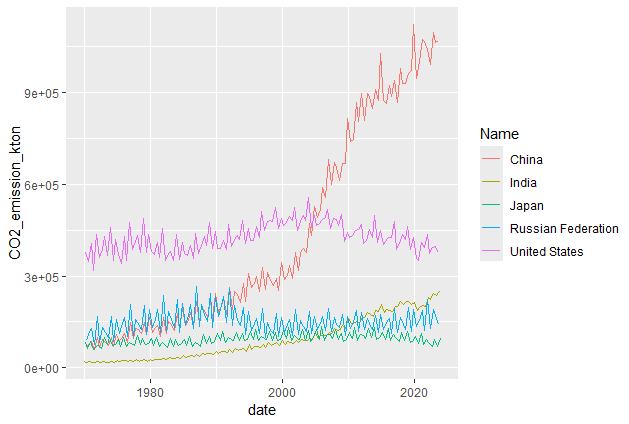 CO2_emission_kton
9e+05
6e+05
3e+05
0e+00
1980
2000
2020
date
Name
China
India
Japan
Russian Federation
United States